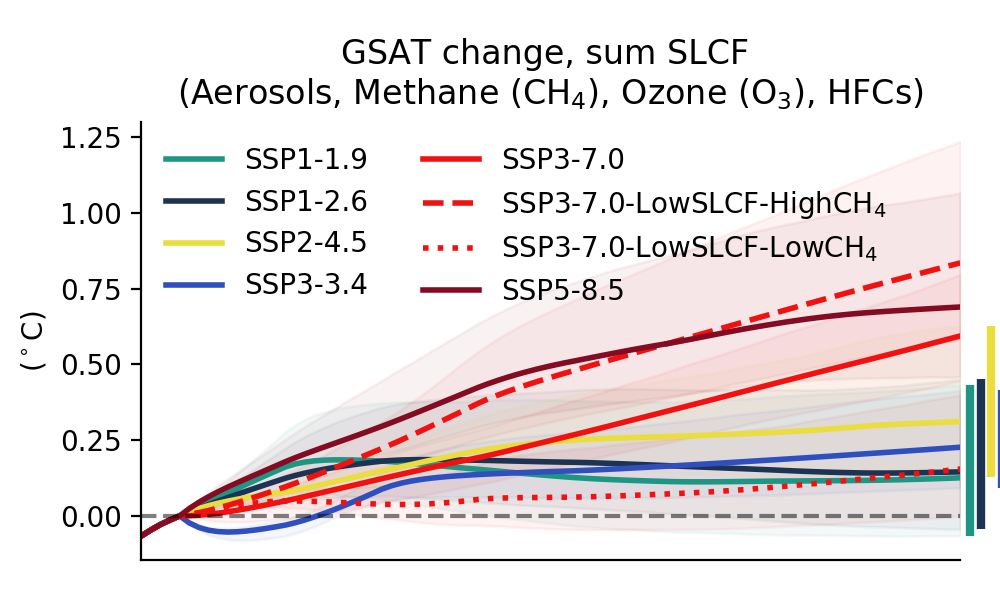 GSAT change, sum SLCF
(Aerosols, Methane (CH₄), Ozone (O₃), HFCs)
1.25
1.00
0.75
0.50
0.25
0.00
(°C)
SSP1-1.9
SSP1-2.6
SSP2-4.5
SSP3-3.4
SSP3-7.0
SSP3-7.0-LowSLCF-HighCH₄
SSP3-7.0-LowSLCF-LowCH₄
SSP5-8.5